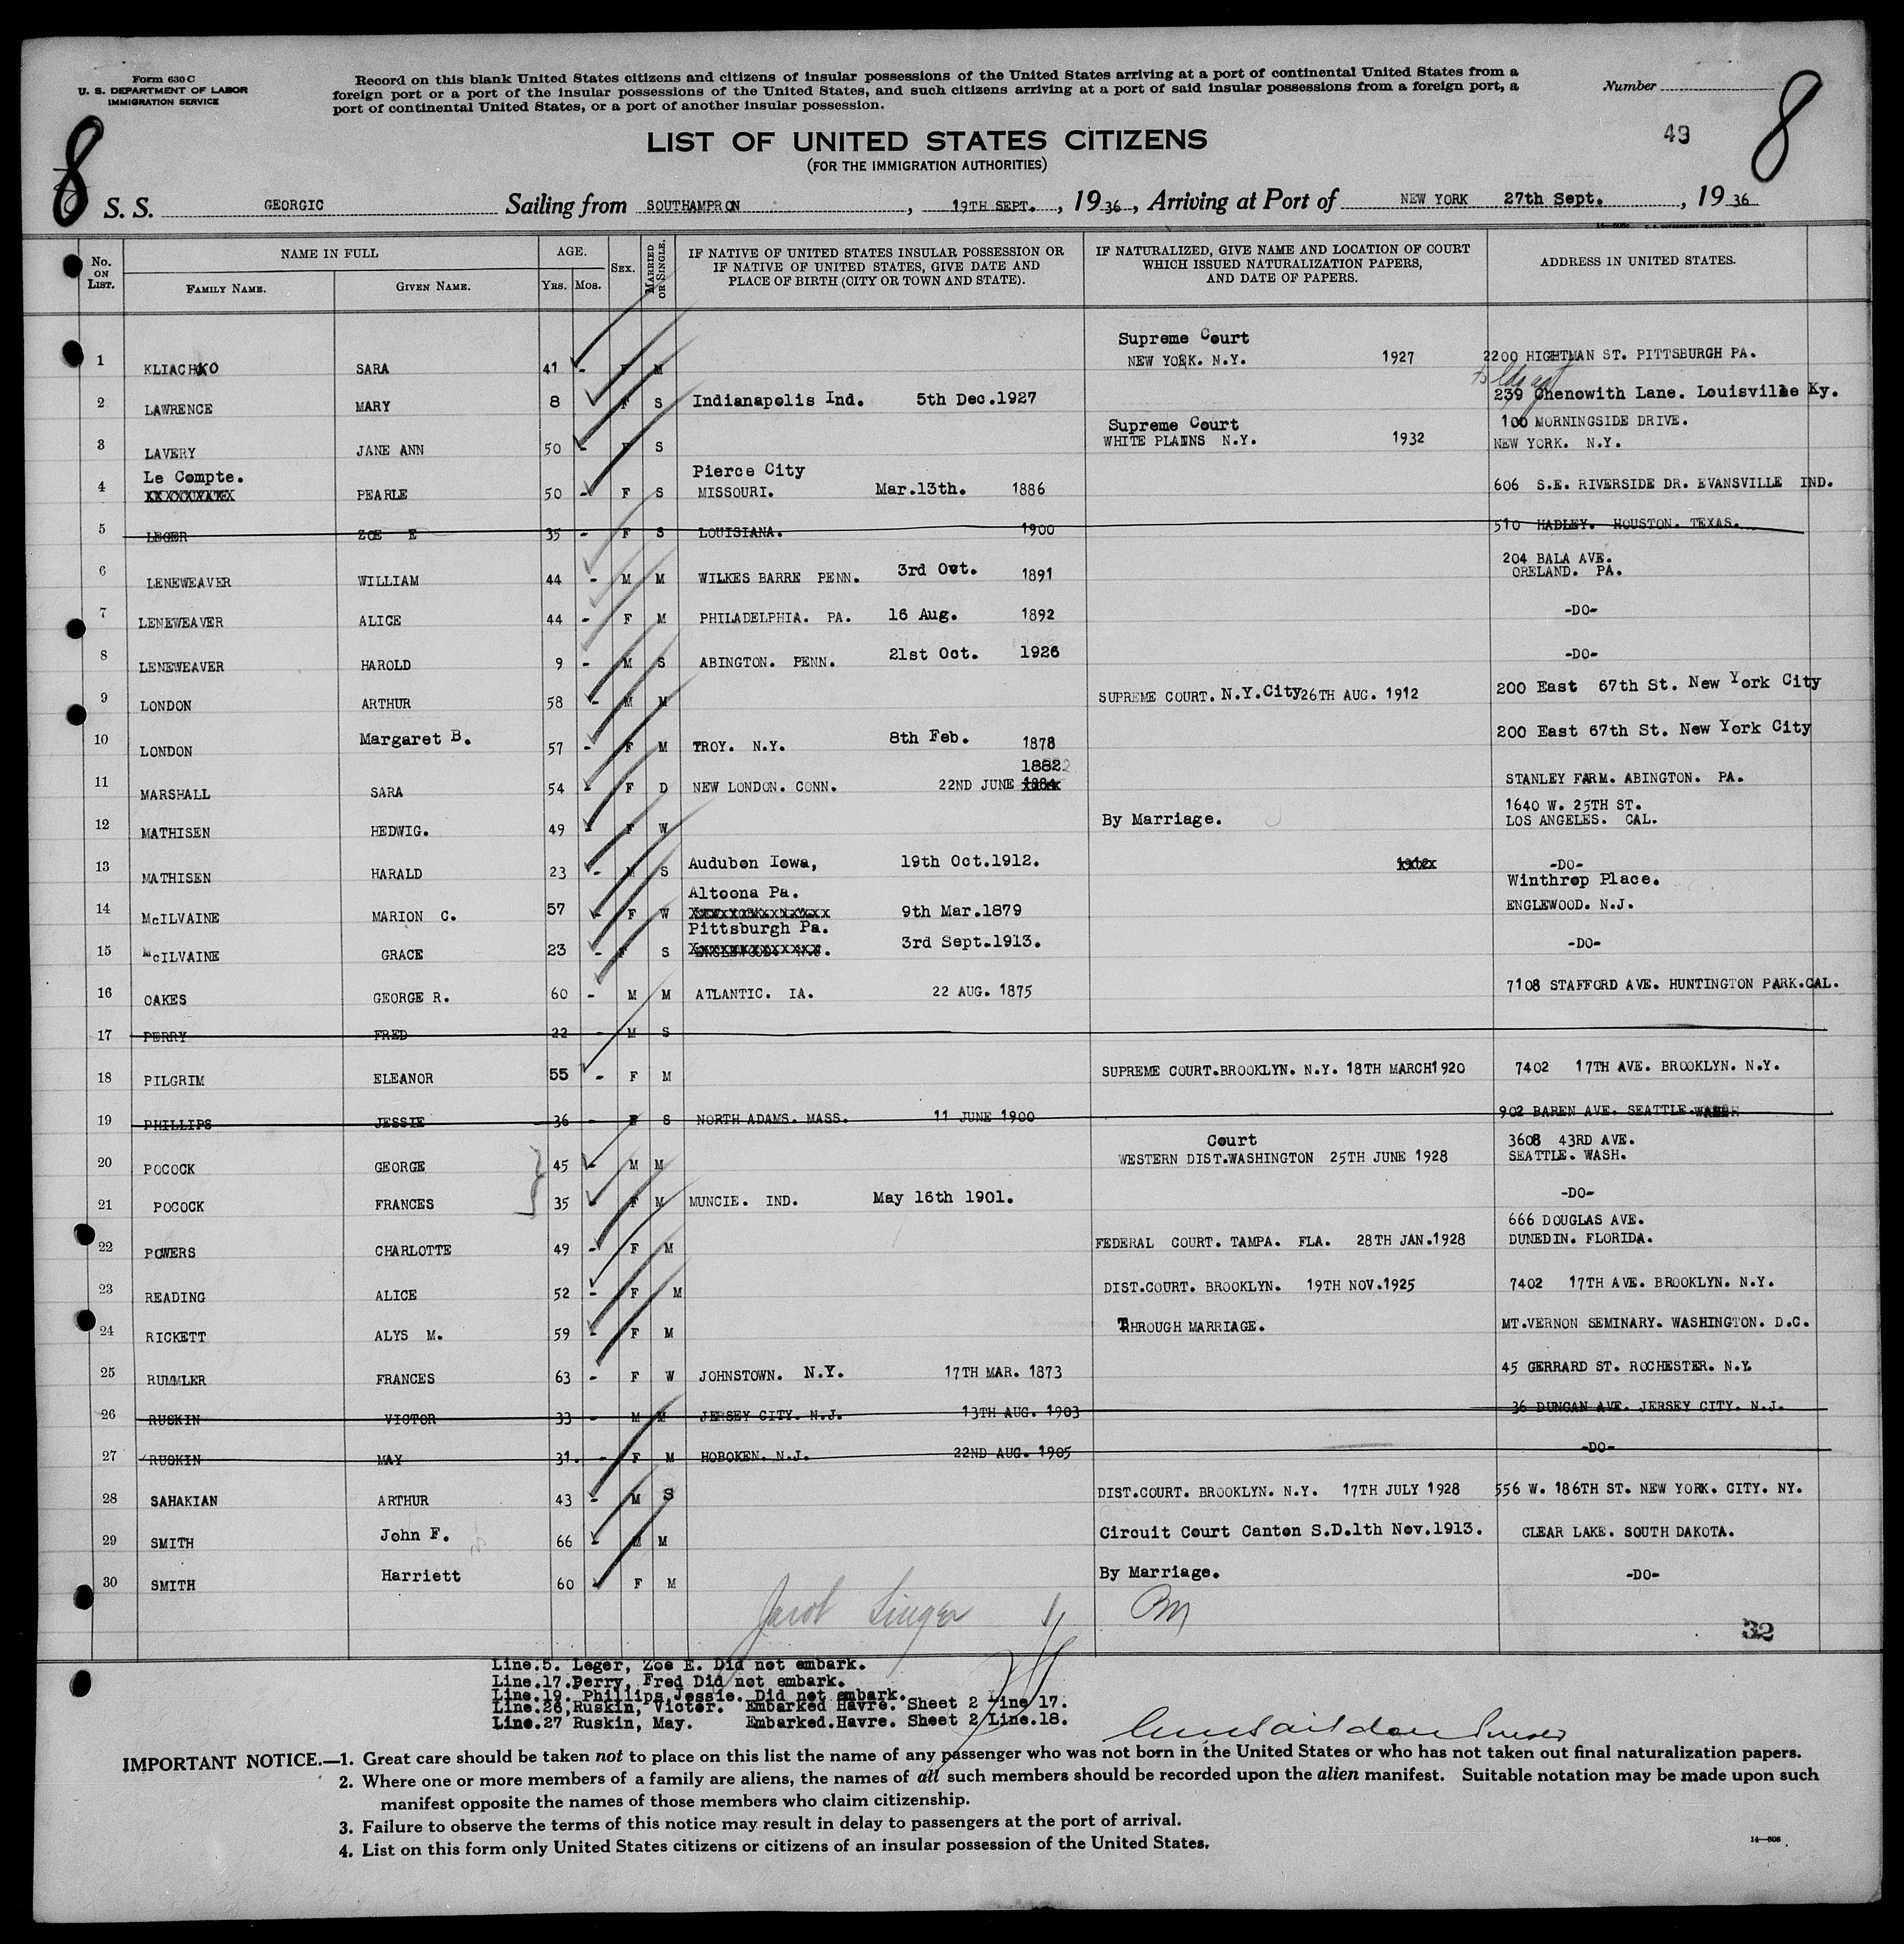 Form 630 C
U. S. DEPARTMENT OF LABOR
IMMIGRATION SERVICE
Record on this blank United States citizens and citizens of insular possessions of the United States arriving at a port of continental United States from a
foreign port or a port of the insular possessions of the United States, and such citizens arriving at a port of said insular possessions from a foreign port, a
port of continental United States, or a port of another insular possession.
Number
8
49
8
LIST OF UNITED STATES CITIZENS
(FOR THE IMMIGRATION AUTHORITIES)
S. S. GEORGIC Sailing from SOUTHAMPRON , 19TH SEPT. , 1936 , Arriving at Port of NEW YORK 27th Sept. , 1936
No. ON LIST. NAME IN FULL FAMILY NAME. GIVEN NAME. AGE. YRS. MOS. SEX. MARRIED OR SINGLE. IF NATIVE OF UNITED STATES INSULAR POSSESSION OR IF NATIVE OF UNITED STATES, GIVE DATE AND PLACE OF BIRTH (CITY OR TOWN AND STATE). IF NATURALIZED, GIVE NAME AND LOCATION OF COURT WHICH ISSUED NATURALIZATION PAPERS, AND DATE OF PAPERS. ADDRESS IN UNITED STATES.
1 KLIACHKO SARA 41 - F M Supreme Court NEW YORK. N.Y. 1927 2200 HIGHTMAN ST. PITTSBURGH PA.
2 LAWRENCE MARY 8 F S Indianapolis Ind. 5th Dec.1927 239 Chenowith Lane. Louisville Ky.
3 LAVERY JANE ANN 50 - F S Supreme Court WHITE PLAINS N.Y. 1932 100 MORNINGSIDE DRIVE. NEW YORK. N.Y.
4 Le Compte. PEARLE 50 - F S Pierce City MISSOURI. Mar.13th. 1886 606 S.E. RIVERSIDE DR. EVANSVILLE IND.
5 LEGER ZOE E 35 - F S LOUISIANA. 1900 510 HADLEY. HOUSTON. TEXAS.
6 LENEWEAVER WILLIAM 44 - M M WILKES BARRE PENN. 3rd Oct. 1891 204 BALA AVE. ORELAND. PA.
7 LENEWEAVER ALICE 44 - F M PHILADELPHIA. PA. 16 Aug. 1892 -DO-
8 LENEWEAVER HAROLD 9 - M S ABINGTON. PENN. 21st Oct. 1926 -DO-
9 LONDON ARTHUR 58 - M M SUPREME COURT. N.Y.City 26TH AUG. 1912 200 East 67th St. New York City
10 LONDON Margaret B. 57 - F M TROY. N.Y. 8th Feb. 1878 200 East 67th St. New York City
11 MARSHALL SARA 54 - F D NEW LONDON. CONN. 22ND JUNE 1882 1884 STANLEY FARM. ABINGTON. PA.
12 MATHISEN HEDWIG. 49 - F W By Marriage. 1640 W. 25TH ST. LOS ANGELES. CAL.
13 MATHISEN HARALD 23 - M S Audubon Iowa, 19th Oct.1912. 1912 -DO-
14 McILVAINE MARION C. 57 - F W Altoona Pa. 9th Mar.1879 Winthrop Place. ENGLEWOOD. N.J.
15 McILVAINE GRACE 23 - F S Pittsburgh Pa. ENGLEWOOD. N.J. 3rd Sept.1913. -DO-
16 OAKES GEORGE R. 60 - M M ATLANTIC. IA. 22 AUG. 1875 7108 STAFFORD AVE. HUNTINGTON PARK.CAL.
17 PERRY FRED 22 - M S
18 PILGRIM ELEANOR 55 - F M SUPREME COURT.BROOKLYN. N.Y. 18TH MARCH1920 7402 17TH AVE. BROOKLYN. N.Y.
19 PHILLIPS JESSIE 36 - F S NORTH ADAMS. MASS. 11 JUNE 1900 902 BAREN AVE. SEATTLE.WASH
20 POCOCK GEORGE 45 - M M Court WESTERN DIST.WASHINGTON 25TH JUNE 1928 3608 43RD AVE. SEATTLE. WASH.
21 POCOCK FRANCES 35 - F M MUNCIE. IND. May 16th 1901. -DO-
22 POWERS CHARLOTTE 49 - F M FEDERAL COURT. TAMPA. FLA. 28TH JAN.1928 666 DOUGLAS AVE. DUNEDIN. FLORIDA.
23 READING ALICE 52 - F M DIST.COURT. BROOKLYN. 19TH NOV.1925 7402 17TH AVE. BROOKLYN. N.Y.
24 RICKETT ALYS M. 59 - F M THROUGH MARRIAGE. MT.VERNON SEMINARY. WASHINGTON. D.C.
25 RUMMLER FRANCES 63 - F W JOHNSTOWN. N.Y. 17TH MAR. 1873 45 GERRARD ST. ROCHESTER. N.Y.
26 RUSKIN VICTOR 33 - M M JERSEY CITY. N.J. 13TH AUG. 1903 36 DUNCAN AVE. JERSEY CITY. N.J.
27 RUSKIN MAY 31. - F M HOBOKEN. N.J. 22ND AUG. 1905 -DO-
28 SAHAKIAN ARTHUR 43 - M S DIST.COURT. BROOKLYN. N.Y. 17TH JULY 1928 556 W. 186TH ST. NEW YORK. CITY. NY.
29 SMITH John F. 66 - M M Circuit Court Canton S.D.1th Nov.1913. CLEAR LAKE. SOUTH DAKOTA.
30 SMITH Harriett 60 - F M By Marriage. -DO-
Jacob Singer
32
Line.5. Leger, Zoe E. Did not embark.
Line.17.Perry, Fred Did not embark.
Line.19. Phillips,Jessie. Did not embark.
Line.26,Ruskin, Victor. Embarked Havre. Sheet 2 Line 17.
Line.27 Ruskin, May. Embarked.Havre. Sheet 2 Line.18.
IMPORTANT NOTICE.—1. Great care should be taken not to place on this list the name of any passenger who was not born in the United States or who has not taken out final naturalization papers.
2. Where one or more members of a family are aliens, the names of all such members should be recorded upon the alien manifest. Suitable notation may be made upon such
manifest opposite the names of those members who claim citizenship.
3. Failure to observe the terms of this notice may result in delay to passengers at the port of arrival.
4. List on this form only United States citizens or citizens of an insular possession of the United States.
14—608